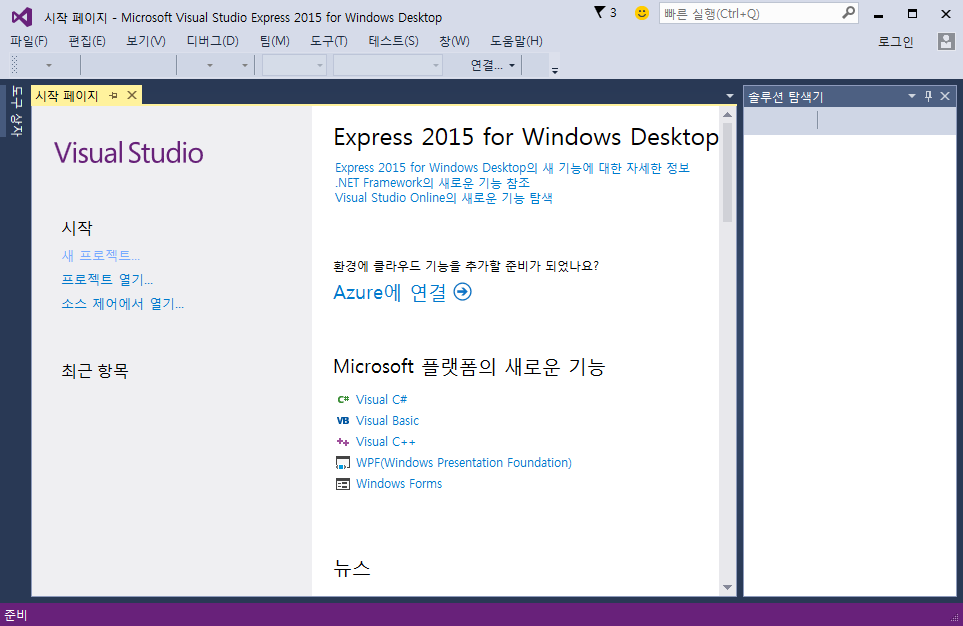 시작 페이지 - Microsoft Visual Studio Express 2015 for Windows Desktop
3
빠른 실행(Ctrl+Q)
파일(F) 편집(E) 보기(V) 디버그(D) 팀(M) 도구(T) 테스트(S) 창(W) 도움말(H)
로그인
연결...
도구 상자
시작 페이지
솔루션 탐색기
Visual Studio
시작
새 프로젝트...
프로젝트 열기...
소스 제어에서 열기...
최근 항목
Express 2015 for Windows Desktop
Express 2015 for Windows Desktop의 새 기능에 대한 자세한 정보
.NET Framework의 새로운 기능 참조
Visual Studio Online의 새로운 기능 탐색
환경에 클라우드 기능을 추가할 준비가 되었나요?
Azure에 연결
Microsoft 플랫폼의 새로운 기능
C# Visual C#
VB Visual Basic
++ Visual C++
WPF(Windows Presentation Foundation)
Windows Forms
뉴스
준비